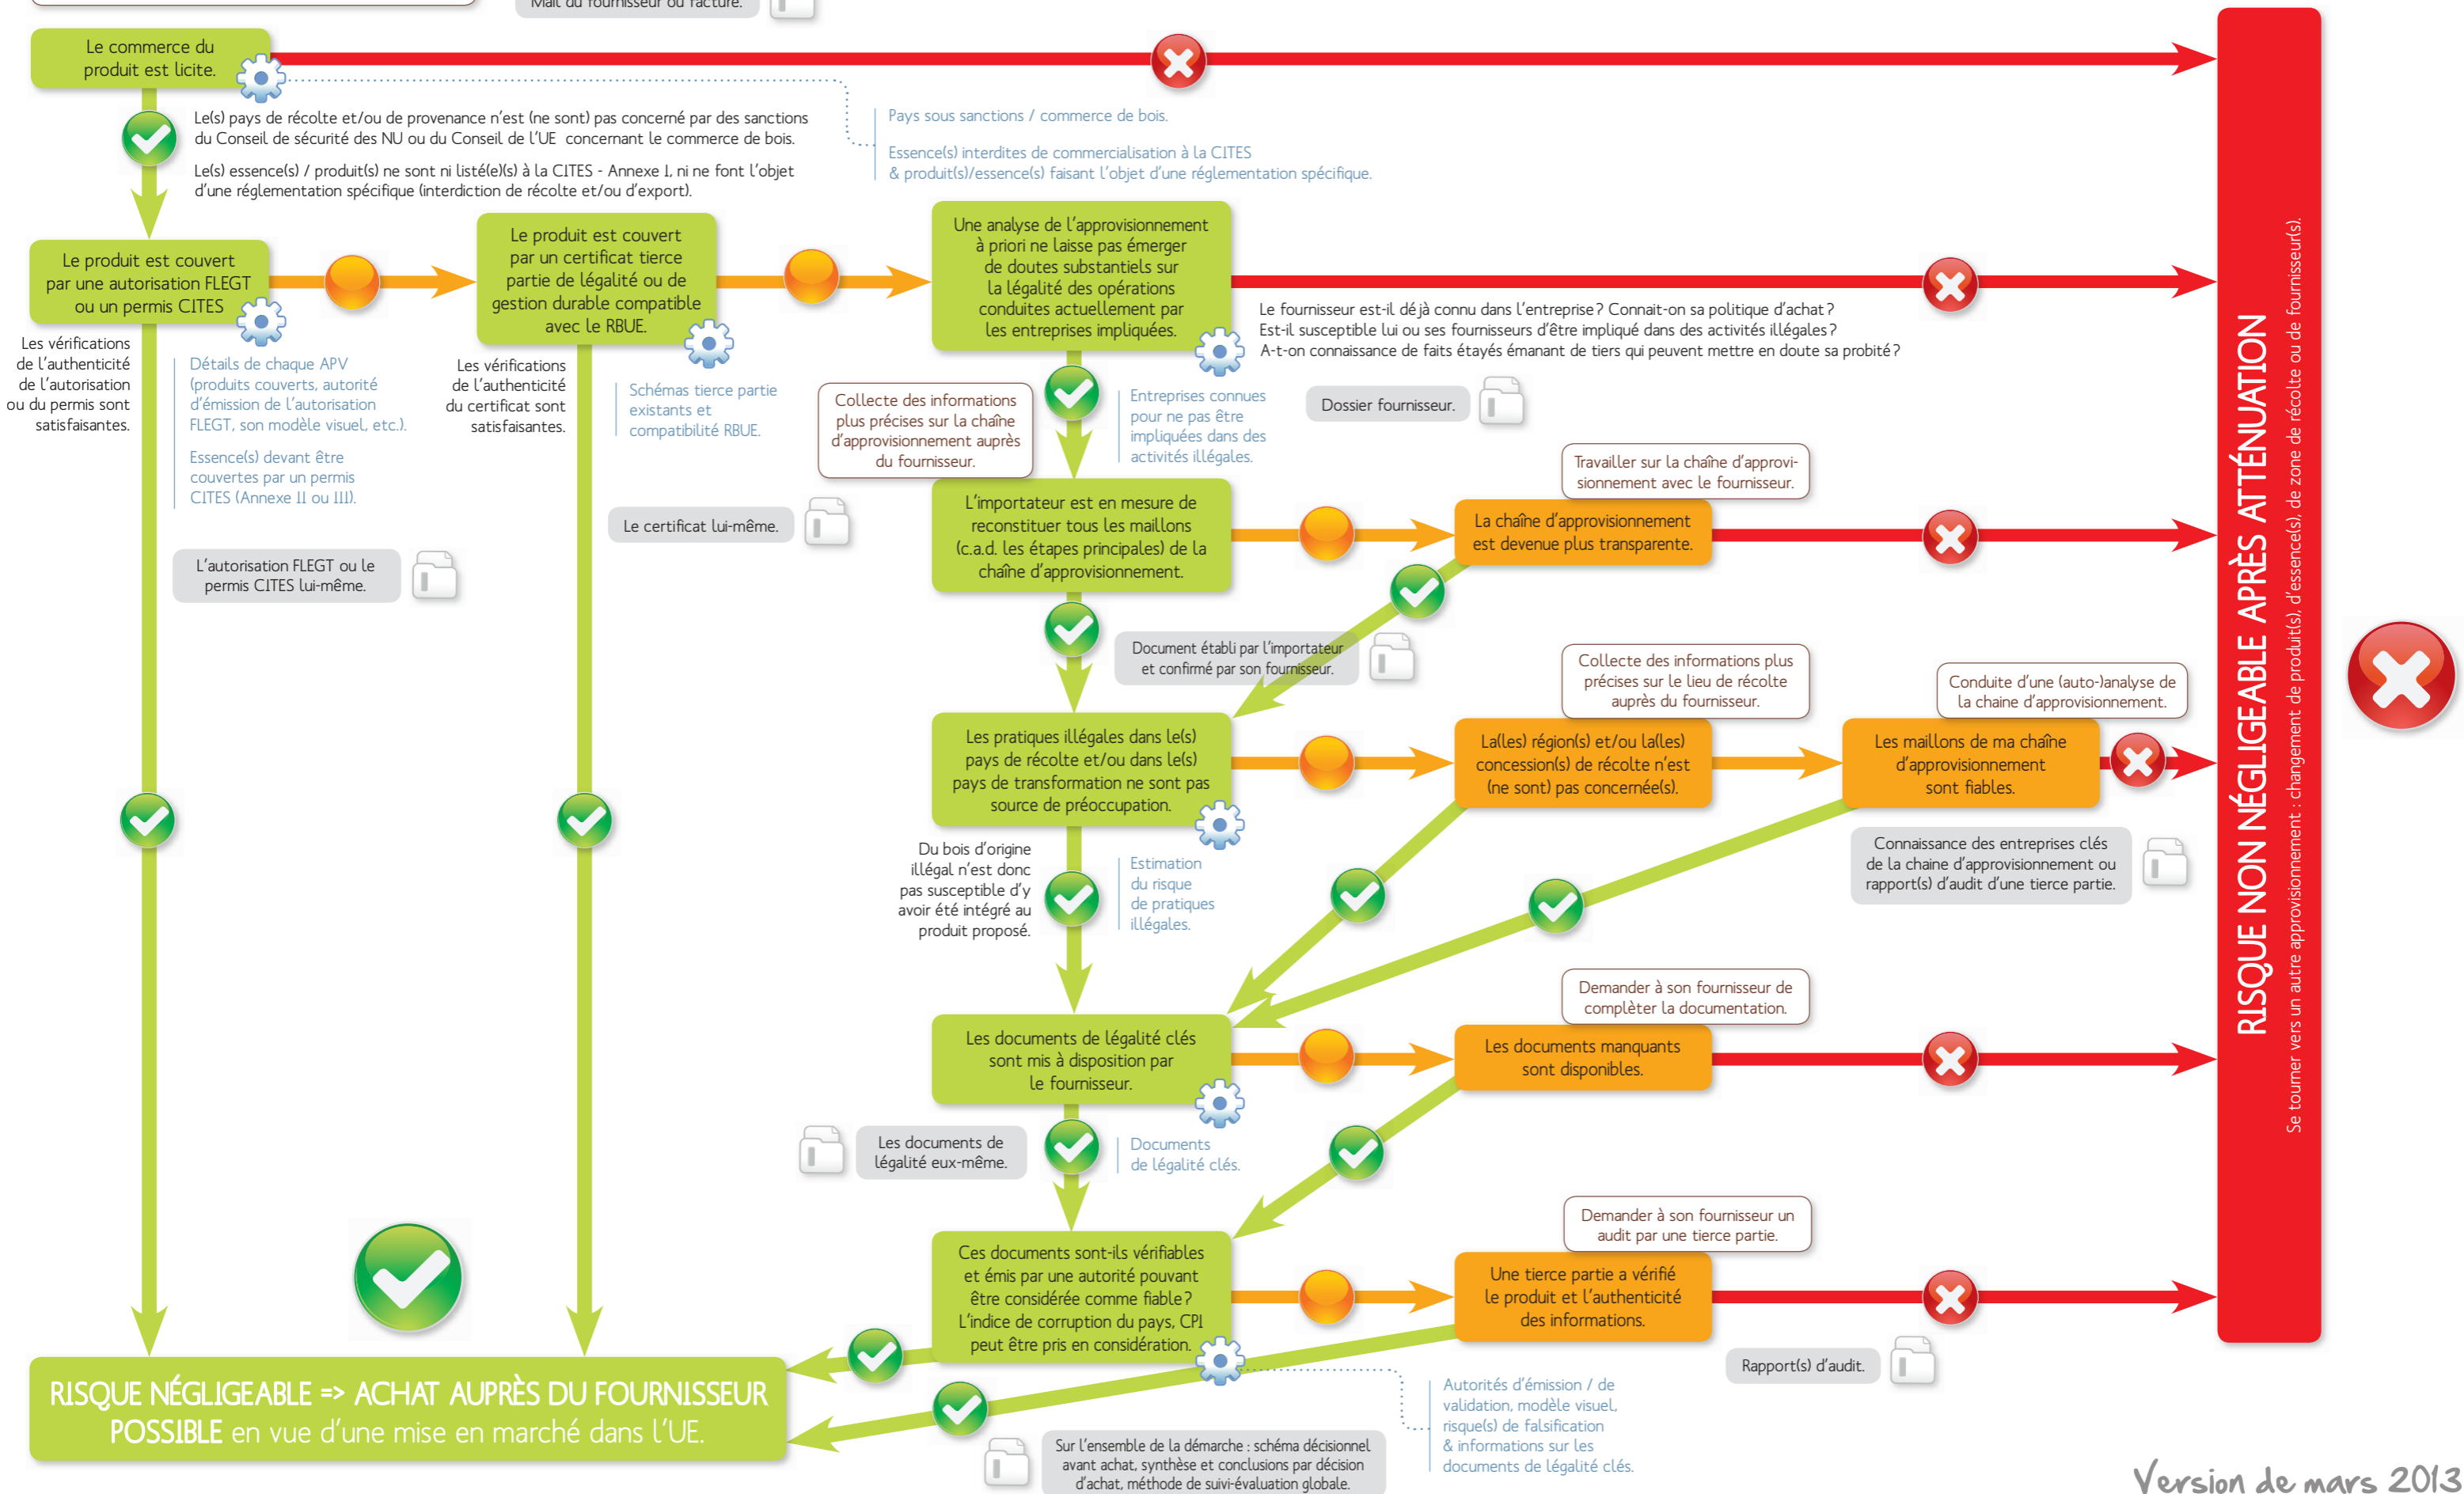 Mail du fournisseur ou facture.
Le commerce du
produit est licite.
Le(s) pays de récolte et/ou de provenance n'est (ne sont) pas concerné par des sanctions
du Conseil de sécurité des NU ou du Conseil de l'UE concernant le commerce de bois.
Le(s) essence(s) / produit(s) ne sont ni listé(e)(s) à la CITES - Annexe I, ni ne font l'objet
d'une réglementation spécifique (interdiction de récolte et/ou d'export).
Pays sous sanctions / commerce de bois.
Essence(s) interdites de commercialisation à la CITES
& produit(s)/essence(s) faisant l'objet d'une réglementation spécifique.
Le produit est couvert
par une autorisation FLEGT
ou un permis CITES
Les vérifications
de l'authenticité
de l'autorisation
ou du permis sont
satisfaisantes.
Détails de chaque APV
(produits couverts, autorité
d'émission de l'autorisation
FLEGT, son modèle visuel, etc.).
Essence(s) devant être
couvertes par un permis
CITES (Annexe II ou III).
L'autorisation FLEGT ou le
permis CITES lui-même.
Le produit est couvert
par un certificat tierce
partie de légalité ou de
gestion durable compatible
avec le RBUE.
Les vérifications
de l'authenticité
du certificat sont
satisfaisantes.
Schémas tierce partie
existants et
compatibilité RBUE.
Le certificat lui-même.
Une analyse de l'approvisionnement
à priori ne laisse pas émerger
de doutes substantiels sur
la légalité des opérations
conduites actuellement par
les entreprises impliquées.
Le fournisseur est-il déjà connu dans l'entreprise? Connait-on sa politique d'achat?
Est-il susceptible lui ou ses fournisseurs d'être impliqué dans des activités illégales?
A-t-on connaissance de faits étayés émanant de tiers qui peuvent mettre en doute sa probité?
Collecte des informations
plus précises sur la chaîne
d'approvisionnement auprès
du fournisseur.
Entreprises connues
pour ne pas être
impliquées dans des
activités illégales.
Dossier fournisseur.
L'importateur est en mesure de
reconstituer tous les maillons
(c.a.d. les étapes principales) de la
chaîne d'approvisionnement.
Travailler sur la chaîne d'approvi-
sionnement avec le fournisseur.
La chaîne d'approvisionnement
est devenue plus transparente.
Document établi par l'importateur
et confirmé par son fournisseur.
Les pratiques illégales dans le(s)
pays de récolte et/ou dans le(s)
pays de transformation ne sont pas
source de préoccupation.
Collecte des informations plus
précises sur le lieu de récolte
auprès du fournisseur.
La(les) région(s) et/ou la(les)
concession(s) de récolte n'est
(ne sont) pas concernée(s).
Conduite d'une (auto-)analyse de
la chaine d'approvisionnement.
Les maillons de ma chaîne
d'approvisionnement
sont fiables.
Connaissance des entreprises clés
de la chaine d'approvisionnement ou
rapport(s) d'audit d'une tierce partie.
Du bois d'origine
illégal n'est donc
pas susceptible d'y
avoir été intégré au
produit proposé.
Estimation
du risque
de pratiques
illégales.
Les documents de légalité clés
sont mis à disposition par
le fournisseur.
Demander à son fournisseur de
complèter la documentation.
Les documents manquants
sont disponibles.
Les documents de
légalité eux-même.
Documents
de légalité clés.
Ces documents sont-ils vérifiables
et émis par une autorité pouvant
être considérée comme fiable?
L'indice de corruption du pays, CPI
peut être pris en considération.
Demander à son fournisseur un
audit par une tierce partie.
Une tierce partie a vérifié
le produit et l'authenticité
des informations.
Rapport(s) d'audit.
Autorités d'émission / de
validation, modèle visuel,
risque(s) de falsification
& informations sur les
documents de légalité clés.
Sur l'ensemble de la démarche : schéma décisionnel
avant achat, synthèse et conclusions par décision
d'achat, méthode de suivi-évaluation globale.
RISQUE NÉGLIGEABLE => ACHAT AUPRÈS DU FOURNISSEUR
POSSIBLE en vue d'une mise en marché dans l'UE.
RISQUE NON NÉGLIGEABLE APRÈS ATTÉNUATION
Se tourner vers un autre approvisionnement : changement de produit(s), d'essence(s), de zone de récolte ou de fournisseur(s).
Version de mars 2013